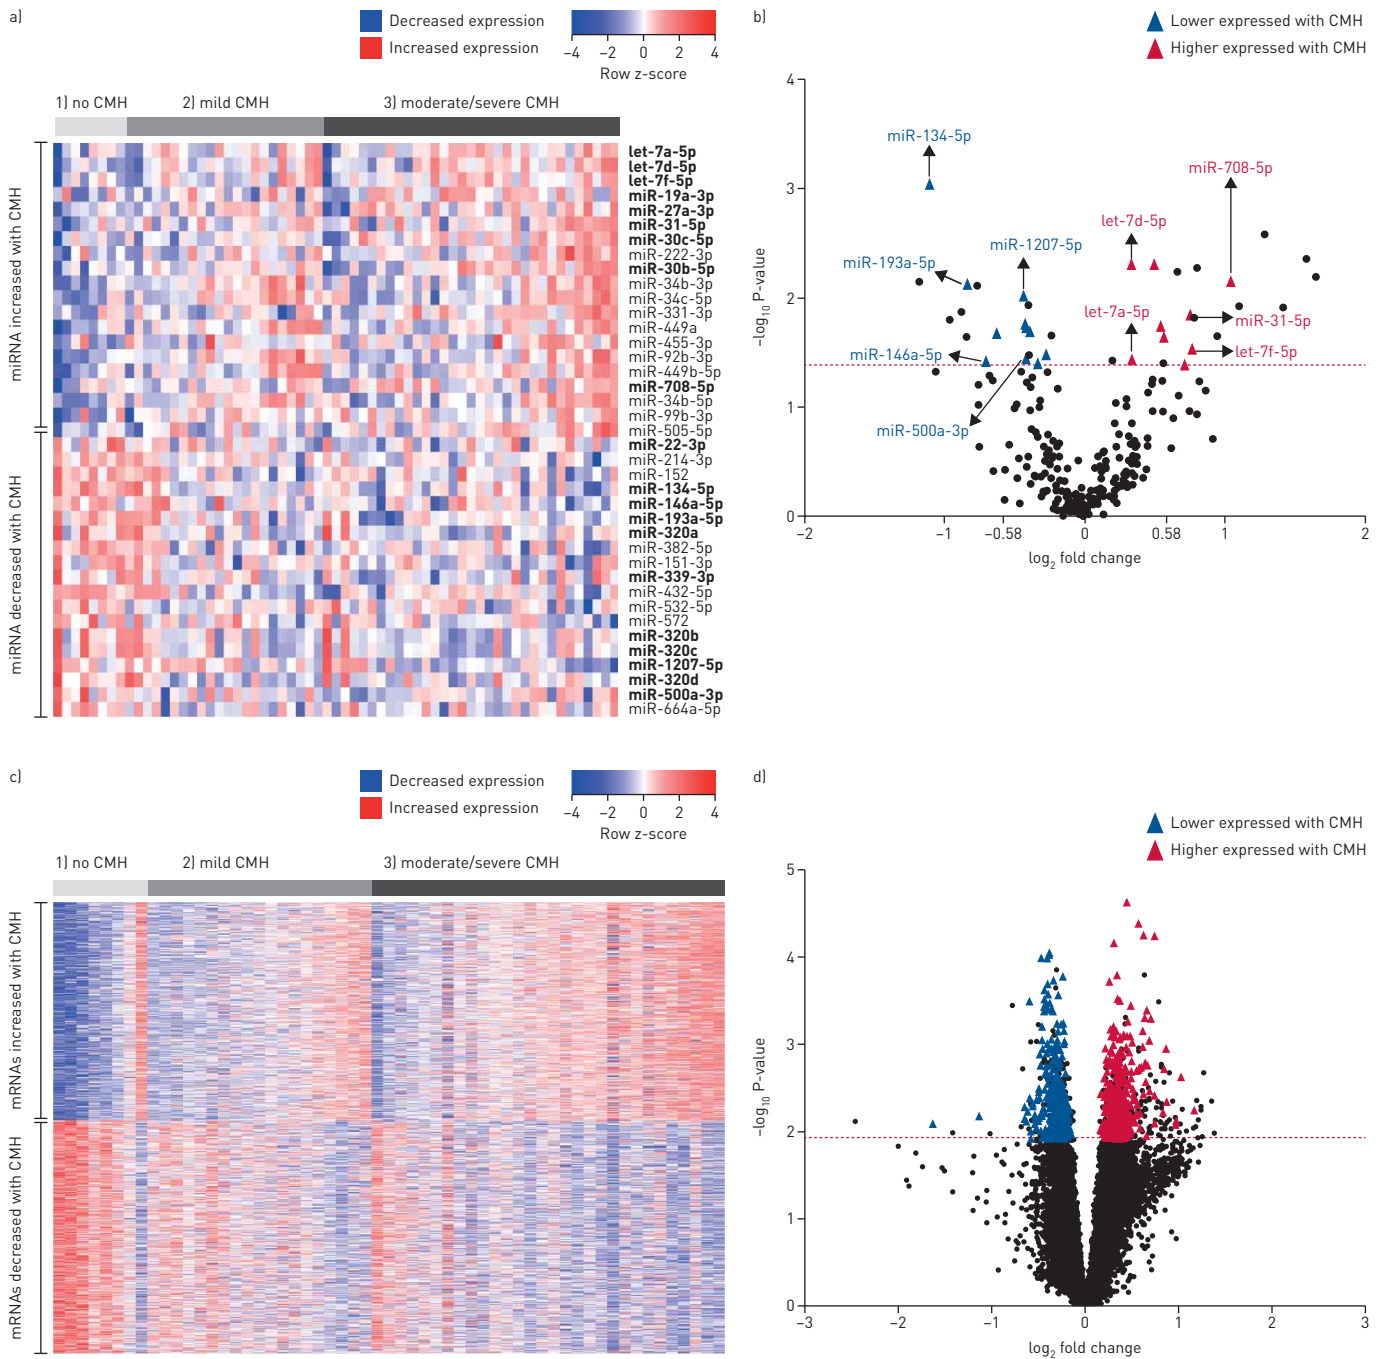 a)
Decreased expression
Increased expression
−4 −2 0 2 4
Row z-score
1) no CMH 2) mild CMH 3) moderate/severe CMH
miRNA increased with CMH
miRNA decreased with CMH
let-7a-5p
let-7d-5p
let-7f-5p
miR-19a-3p
miR-27a-3p
miR-31-5p
miR-30c-5p
miR-222-3p
miR-30b-5p
miR-34b-3p
miR-34c-5p
miR-331-3p
miR-449a
miR-455-3p
miR-92b-3p
miR-449b-5p
miR-708-5p
miR-34b-5p
miR-99b-3p
miR-505-5p
miR-22-3p
miR-214-3p
miR-152
miR-134-5p
miR-146a-5p
miR-193a-5p
miR-320a
miR-382-5p
miR-151-3p
miR-339-3p
miR-432-5p
miR-532-5p
miR-572
miR-320b
miR-320c
miR-1207-5p
miR-320d
miR-500a-3p
miR-664a-5p
b)
Lower expressed with CMH
Higher expressed with CMH
4
3
2
1
0
−log10 P-value
miR-134-5p
miR-708-5p
let-7d-5p
miR-1207-5p
miR-193a-5p
let-7a-5p
miR-31-5p
miR-146a-5p
let-7f-5p
miR-500a-3p
−2 −1 −0.58 0 0.58 1 2
log2 fold change
c)
Decreased expression
Increased expression
−4 −2 0 2 4
Row z-score
1) no CMH 2) mild CMH 3) moderate/severe CMH
mRNAs increased with CMH
mRNAs decreased with CMH
d)
Lower expressed with CMH
Higher expressed with CMH
5
4
3
2
1
0
−log10 P-value
−3 −2 −1 0 1 2 3
log2 fold change